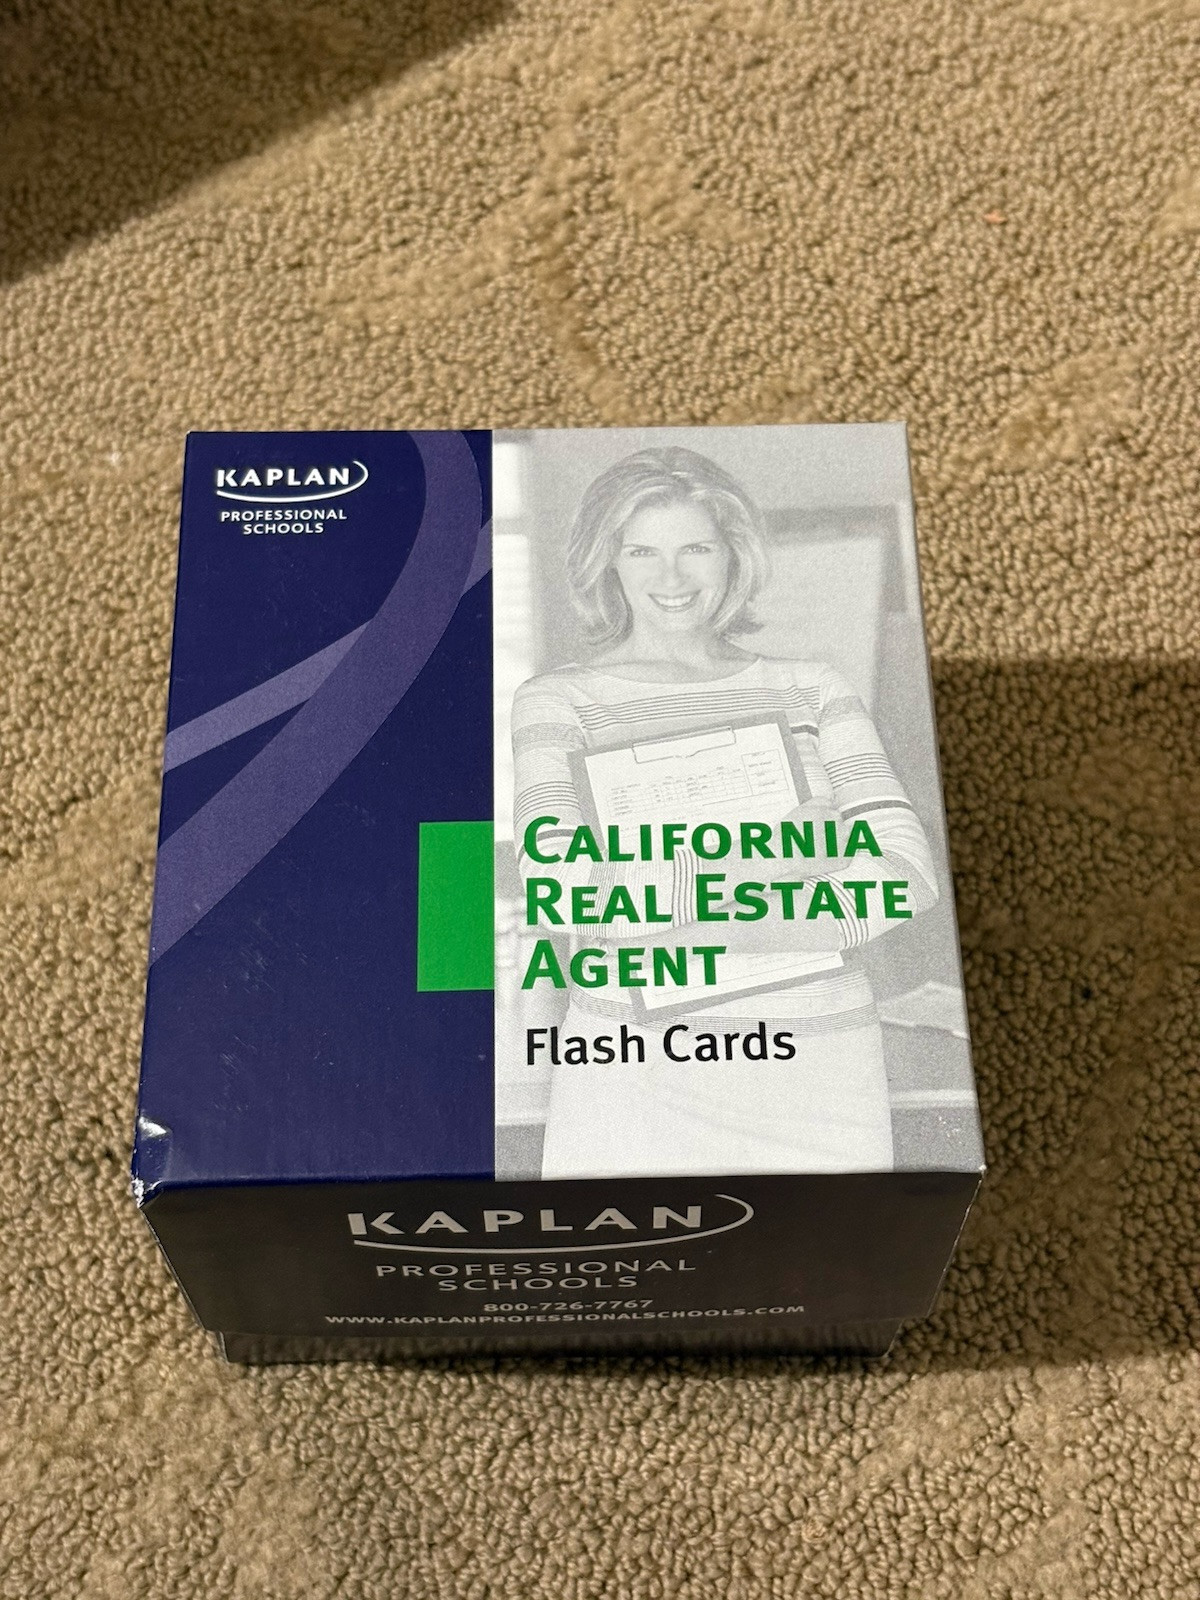 KAPLAN
PROFESSIONAL
SCHOOLS
CALIFORNIA
REAL ESTATE
AGENT
Flash Cards
KAPLAN
PROFESSIONAL
SCHOOLS
800-726-7767
WWW.KAPLANPROFESSIONALSCHOOLS.COM